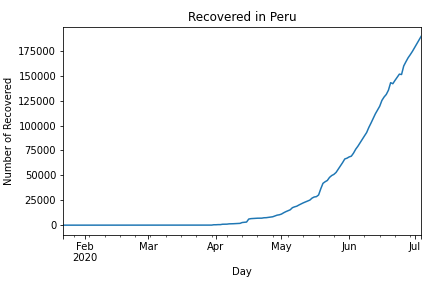 Recovered in Peru
Number of Recovered
175000
150000
125000
100000
75000
50000
25000
0
Feb
2020
Mar
Apr
May
Jun
Jul
Day